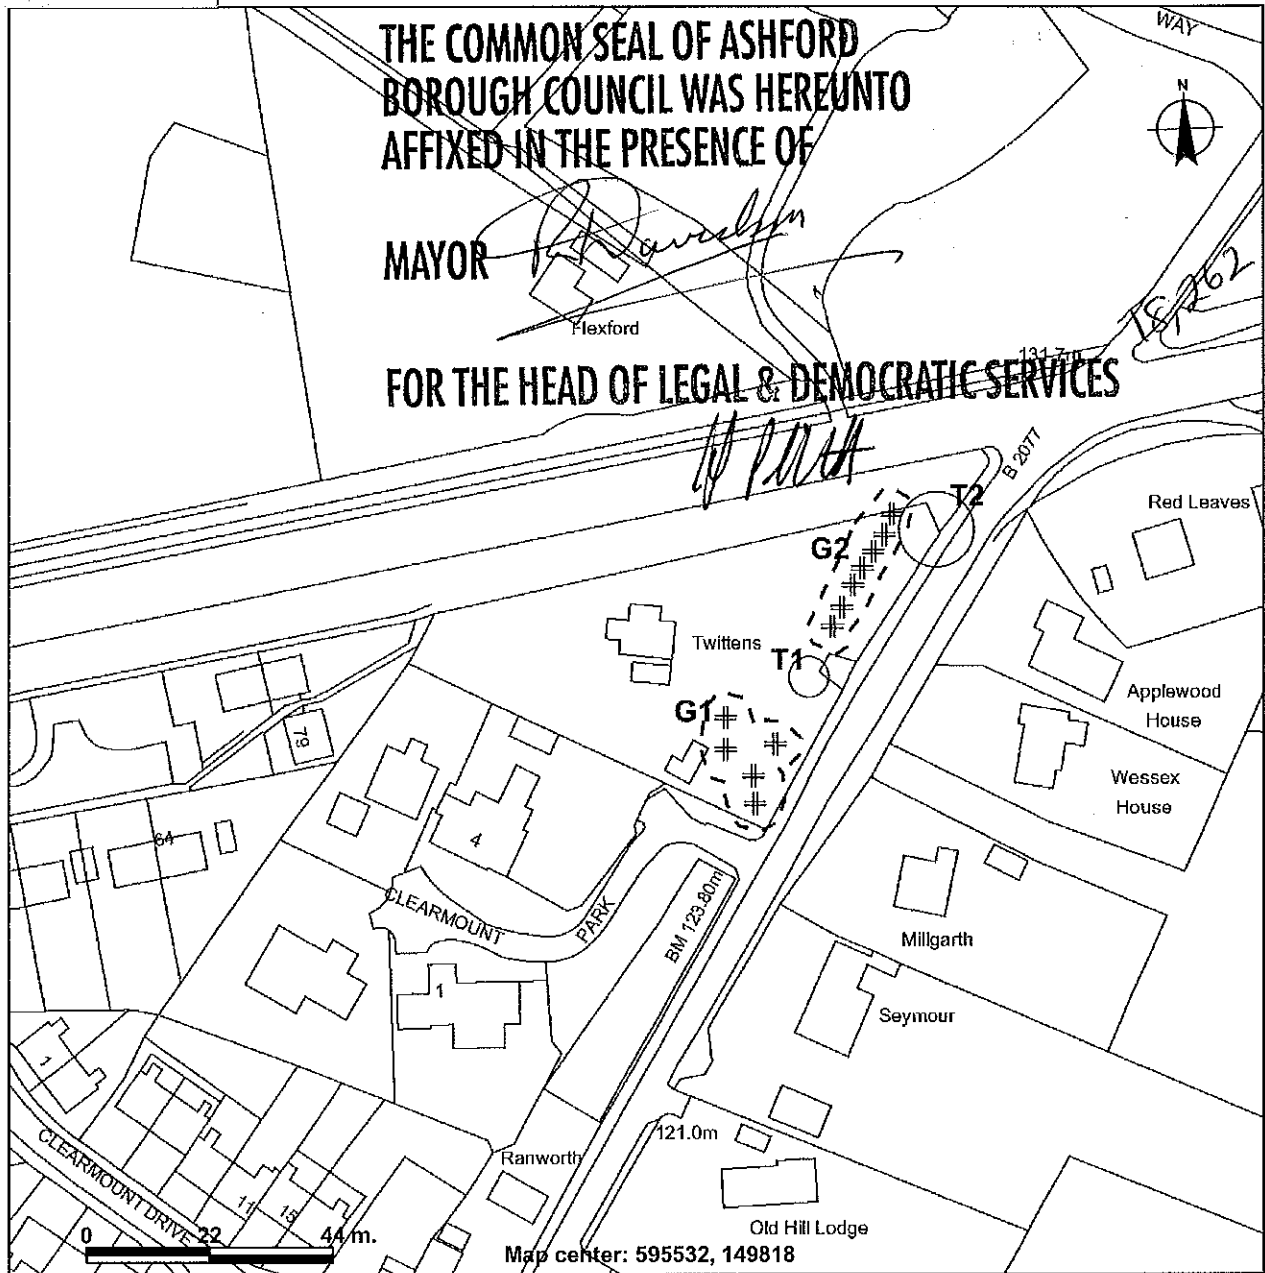 THE COMMON SEAL OF ASHFORD
BOROUGH COUNCIL WAS HEREUNTO
AFFIXED IN THE PRESENCE OF
WAY
N
MAYOR
Flexford
18,262
131.7m
FOR THE HEAD OF LEGAL & DEMOCRATIC SERVICES
B 2077
T2
Red Leaves
G2
Twittens
T1
G1
Applewood
House
79
Wessex
House
64
4
CLEARMOUNT
PARK
BM 123.80m
Millgarth
1
Seymour
1
121.0m
CLEARMOUNT DRIVE
Ranworth
11
15
Old Hill Lodge
0 22 44 m.
Map center: 595532, 149818